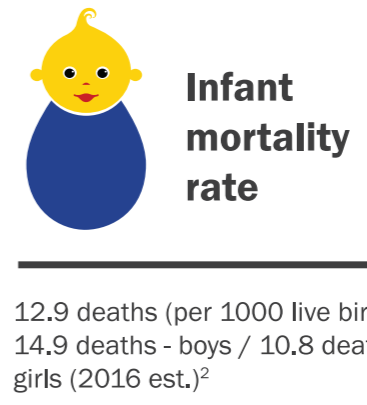 Infant
mortality
rate
12.9 deaths (per 1000 live
14.9 deaths - boys / 10.8
girls (2016 est.)2